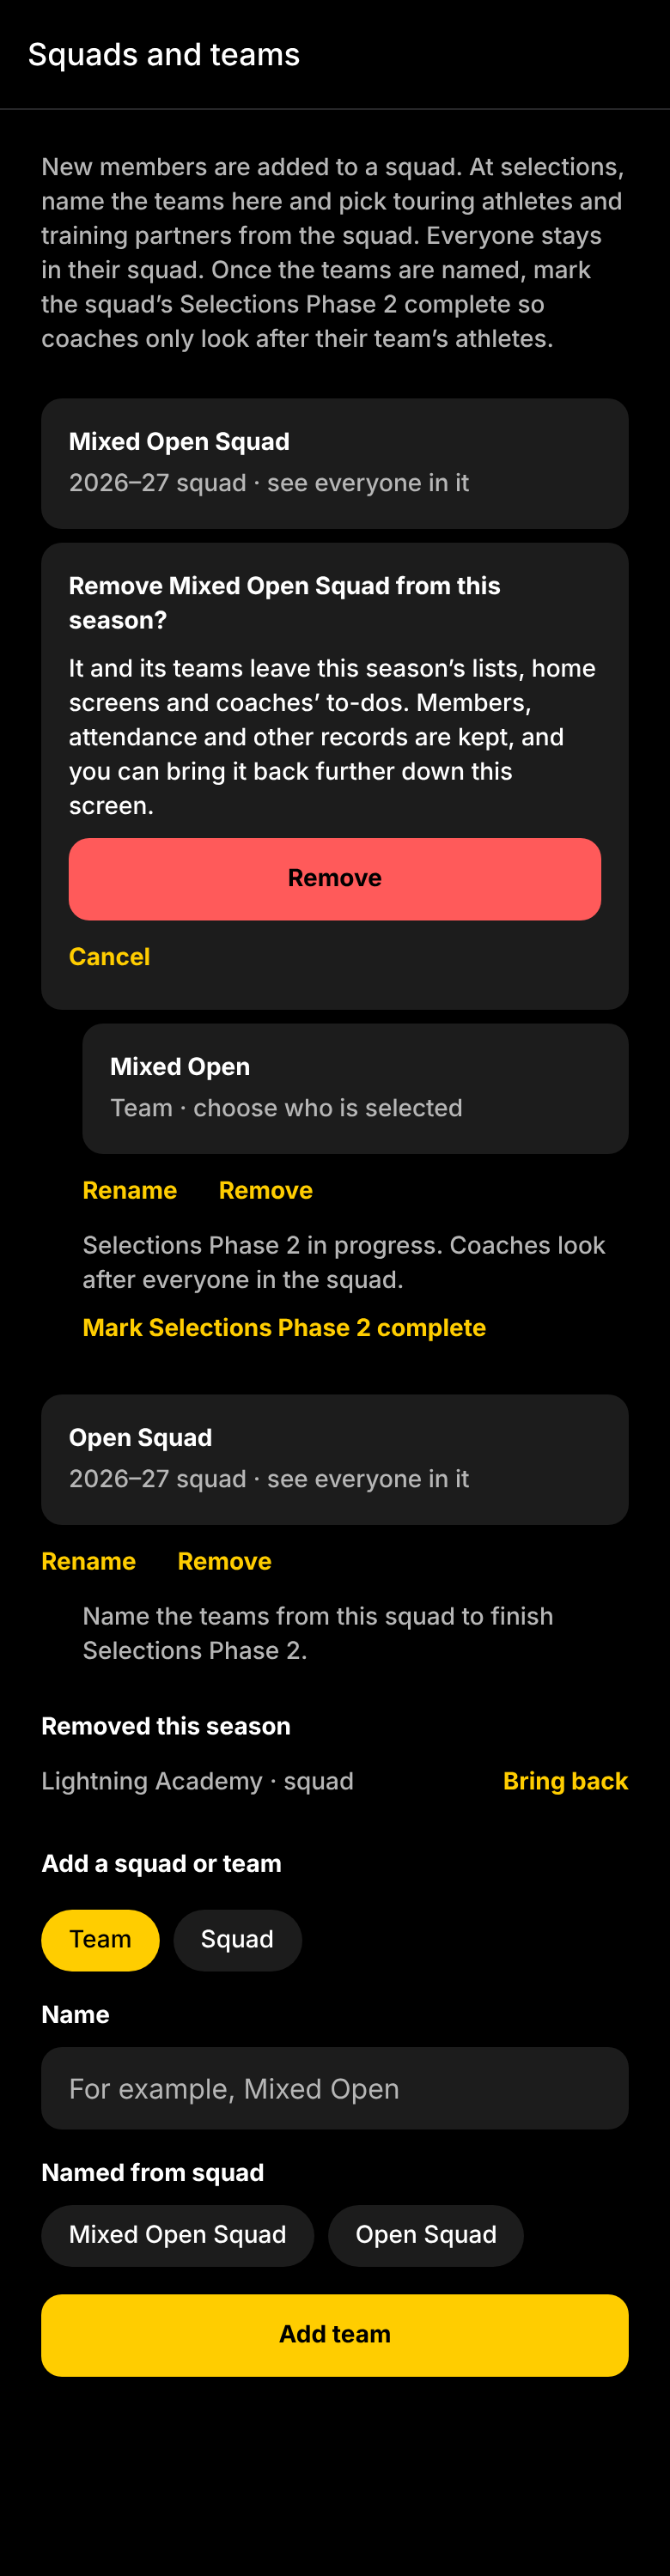 Squads and teams
New members are added to a squad. At selections,
name the teams here and pick touring athletes and
training partners from the squad. Everyone stays
in their squad. Once the teams are named, mark
the squad’s Selections Phase 2 complete so
coaches only look after their team’s athletes.
Mixed Open Squad
2026–27 squad · see everyone in it
Remove Mixed Open Squad from this
season?
It and its teams leave this season’s lists, home
screens and coaches’ to-dos. Members,
attendance and other records are kept, and
you can bring it back further down this
screen.
Remove
Cancel
Mixed Open
Team · choose who is selected
Rename Remove
Selections Phase 2 in progress. Coaches look
after everyone in the squad.
Mark Selections Phase 2 complete
Open Squad
2026–27 squad · see everyone in it
Rename Remove
Name the teams from this squad to finish
Selections Phase 2.
Removed this season
Lightning Academy · squad Bring back
Add a squad or team
Team Squad
Name
For example, Mixed Open
Named from squad
Mixed Open Squad Open Squad
Add team